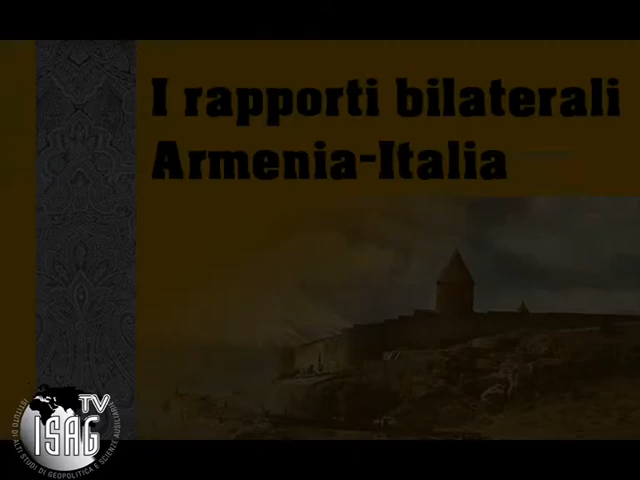 I rapporti bilaterali
Armenia-Italia
TV
ISAG
ISTITUTO DI ALTI STUDI DI GEOPOLITICA E SCIENZE AUSILIARIE